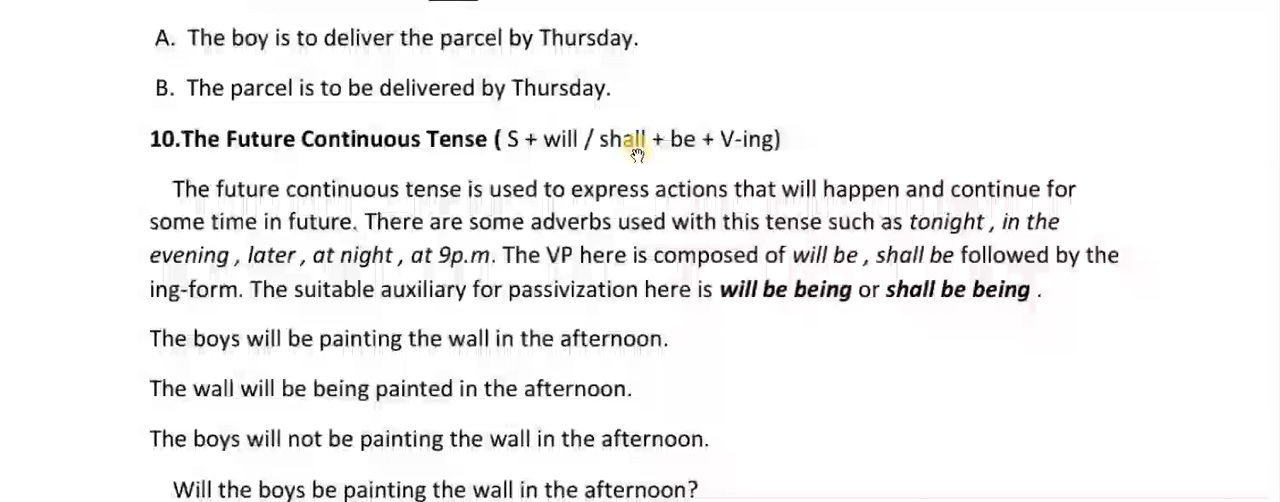 A. The boy is to deliver the parcel by Thursday.
B. The parcel is to be delivered by Thursday.
10.The Future Continuous Tense ( S + will / shall + be + V-ing)
The future continuous tense is used to express actions that will happen and continue for
some time in future. There are some adverbs used with this tense such as tonight , in the
evening , later , at night , at 9p.m. The VP here is composed of will be , shall be followed by the
ing-form. The suitable auxiliary for passivization here is will be being or shall be being .
The boys will be painting the wall in the afternoon.
The wall will be being painted in the afternoon.
The boys will not be painting the wall in the afternoon.
Will the boys be painting the wall in the afternoon?